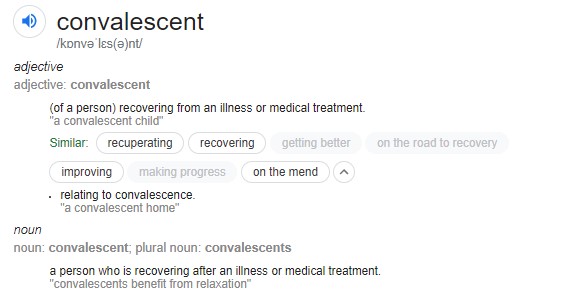 convalescent
/kɒnvəˈlɛs(ə)nt/
adjective
adjective: convalescent
(of a person) recovering from an illness or medical treatment.
"a convalescent child"
Similar: recuperating recovering getting better on the road to recovery
improving making progress on the mend
• relating to convalescence.
"a convalescent home"
noun
noun: convalescent; plural noun: convalescents
a person who is recovering after an illness or medical treatment.
"convalescents benefit from relaxation"